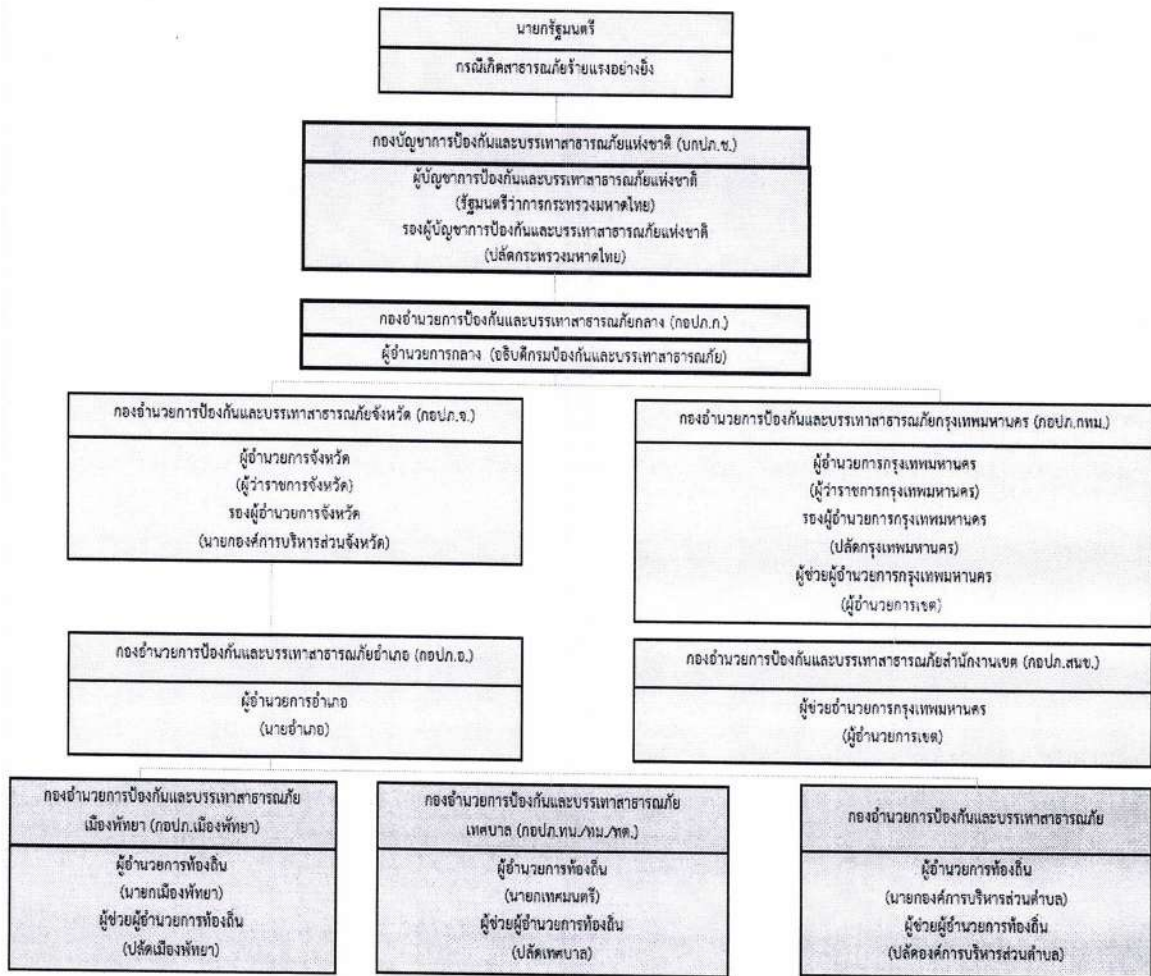 นายกรัฐมนตรี
กรณีเกิดสาธารณภัยร้ายแรงอย่างยิ่ง
กองบัญชาการป้องกันและบรรเทาสาธารณภัยแห่งชาติ (บกปภ.ช.)
ผู้บัญชาการป้องกันและบรรเทาสาธารณภัยแห่งชาติ
(รัฐมนตรีว่าการกระทรวงมหาดไทย)
รองผู้บัญชาการป้องกันและบรรเทาสาธารณภัยแห่งชาติ
(ปลัดกระทรวงมหาดไทย)
กองอำนวยการป้องกันและบรรเทาสาธารณภัยกลาง (กอปภ.ก.)
ผู้อำนวยการกลาง (อธิบดีกรมป้องกันและบรรเทาสาธารณภัย)
กองอำนวยการป้องกันและบรรเทาสาธารณภัยจังหวัด (กอปภ.จ.)
ผู้อำนวยการจังหวัด
(ผู้ว่าราชการจังหวัด)
รองผู้อำนวยการจังหวัด
(นายกองค์การบริหารส่วนจังหวัด)
กองอำนวยการป้องกันและบรรเทาสาธารณภัยกรุงเทพมหานคร (กอปภ.กทม.)
ผู้อำนวยการกรุงเทพมหานคร
(ผู้ว่าราชการกรุงเทพมหานคร)
รองผู้อำนวยการกรุงเทพมหานคร
(ปลัดกรุงเทพมหานคร)
ผู้ช่วยผู้อำนวยการกรุงเทพมหานคร
(ผู้อำนวยการเขต)
กองอำนวยการป้องกันและบรรเทาสาธารณภัยอำเภอ (กอปภ.อ.)
ผู้อำนวยการอำเภอ
(นายอำเภอ)
กองอำนวยการป้องกันและบรรเทาสาธารณภัยสำนักงานเขต (กอปภ.สนข.)
ผู้ช่วยอำนวยการกรุงเทพมหานคร
(ผู้อำนวยการเขต)
กองอำนวยการป้องกันและบรรเทาสาธารณภัย
เมืองพัทยา (กอปภ.เมืองพัทยา)
ผู้อำนวยการท้องถิ่น
(นายกเมืองพัทยา)
ผู้ช่วยผู้อำนวยการท้องถิ่น
(ปลัดเมืองพัทยา)
กองอำนวยการป้องกันและบรรเทาสาธารณภัย
เทศบาล (กอปภ.ทน./ทม./ทต.)
ผู้อำนวยการท้องถิ่น
(นายกเทศมนตรี)
ผู้ช่วยผู้อำนวยการท้องถิ่น
(ปลัดเทศบาล)
กองอำนวยการป้องกันและบรรเทาสาธารณภัย
ผู้อำนวยการท้องถิ่น
(นายกองค์การบริหารส่วนตำบล)
ผู้ช่วยผู้อำนวยการท้องถิ่น
(ปลัดองค์การบริหารส่วนตำบล)